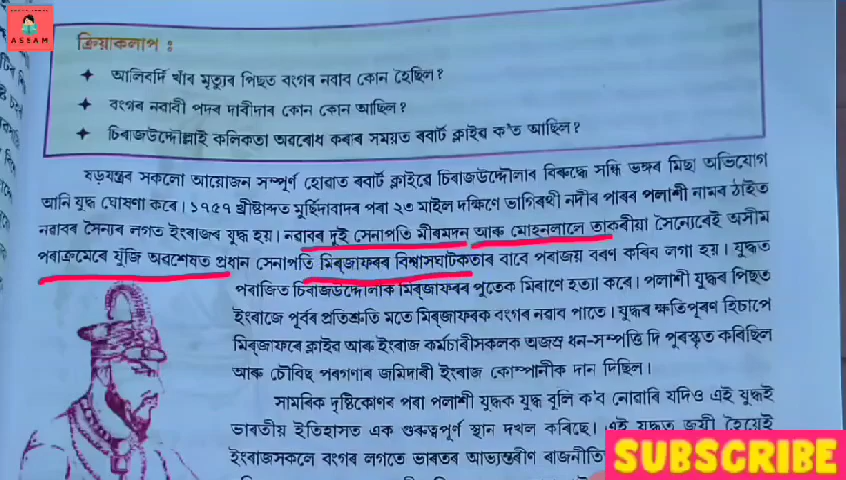 ASEAM
ক্ৰিয়াকলাপ :
✦ আলিবৰ্দি খাঁৰ মৃত্যুৰ পিছত বংগৰ নবাব কোন হৈছিল?
✦ বংগৰ নবাবী পদৰ দাবীদাৰ কোন কোন আছিল?
✦ চিৰাজউদ্দৌল্লাই কলিকতা অৱৰোধ কৰাৰ সময়ত ৰবাৰ্ট ক্লাইৱ ক'ত আছিল?
ষড়যন্ত্ৰৰ সকলো আয়োজন সম্পূৰ্ণ হোৱাত ৰবাৰ্ট ক্লাইৱে চিৰাজউদ্দৌলাৰ বিৰুদ্ধে সন্ধি ভঙ্গৰ মিছা অভিযোগ
আনি যুদ্ধ ঘোষণা কৰে। ১৭৫৭ খ্ৰীষ্টাব্দত মুৰ্ছিদাবাদৰ পৰা ২৩ মাইল দক্ষিণে ভাগিৰথী নদীৰ পাৰৰ পলাশী নামৰ ঠাইত
নৱাবৰ সৈন্যৰ লগত ইংৰাজৰ যুদ্ধ হয়। নৱাবৰ দুই সেনাপতি মীৰমদন আৰু মোহনলালে তাকৰীয়া সৈন্যেৰেই অসীম
পৰাক্ৰমেৰে যুঁজি অৱশেষত প্ৰধান সেনাপতি মিৰ্জাফৰৰ বিশ্বাসঘাটকতাৰ বাবে পৰাজয় বৰণ কৰিব লগা হয়। যুদ্ধত
পৰাজিত চিৰাজউদ্দৌলাক মিৰ্জাফৰৰ পুতেক মিৰাণে হত্যা কৰে। পলাশী যুদ্ধৰ পিছত
ইংৰাজে পূৰ্বৰ প্ৰতিশ্ৰুতি মতে মিৰ্জাফৰক বংগৰ নৱাব পাতে। যুদ্ধৰ ক্ষতিপূৰণ হিচাপে
মিৰ্জাফৰে ক্লাইৱ আৰু ইংৰাজ কৰ্মচাৰীসকলক অজস্ৰ ধন-সম্পত্তি দি পুৰস্কৃত কৰিছিল
আৰু চৌবিছ পৰগণাৰ জমিদাৰী ইংৰাজ কোম্পানীক দান দিছিল।
সামৰিক দৃষ্টিকোণৰ পৰা পলাশী যুদ্ধক যুদ্ধ বুলি ক'ব নোৱাৰি যদিও এই যুদ্ধই
ভাৰতীয় ইতিহাসত এক গুৰুত্বপূৰ্ণ স্থান দখল কৰিছে। এই যুদ্ধত জয়ী হৈয়েই
ইংৰাজসকলে বংগৰ লগতে ভাৰতৰ আভ্যন্তৰীণ ৰাজনীতি
SUBSCRIBE